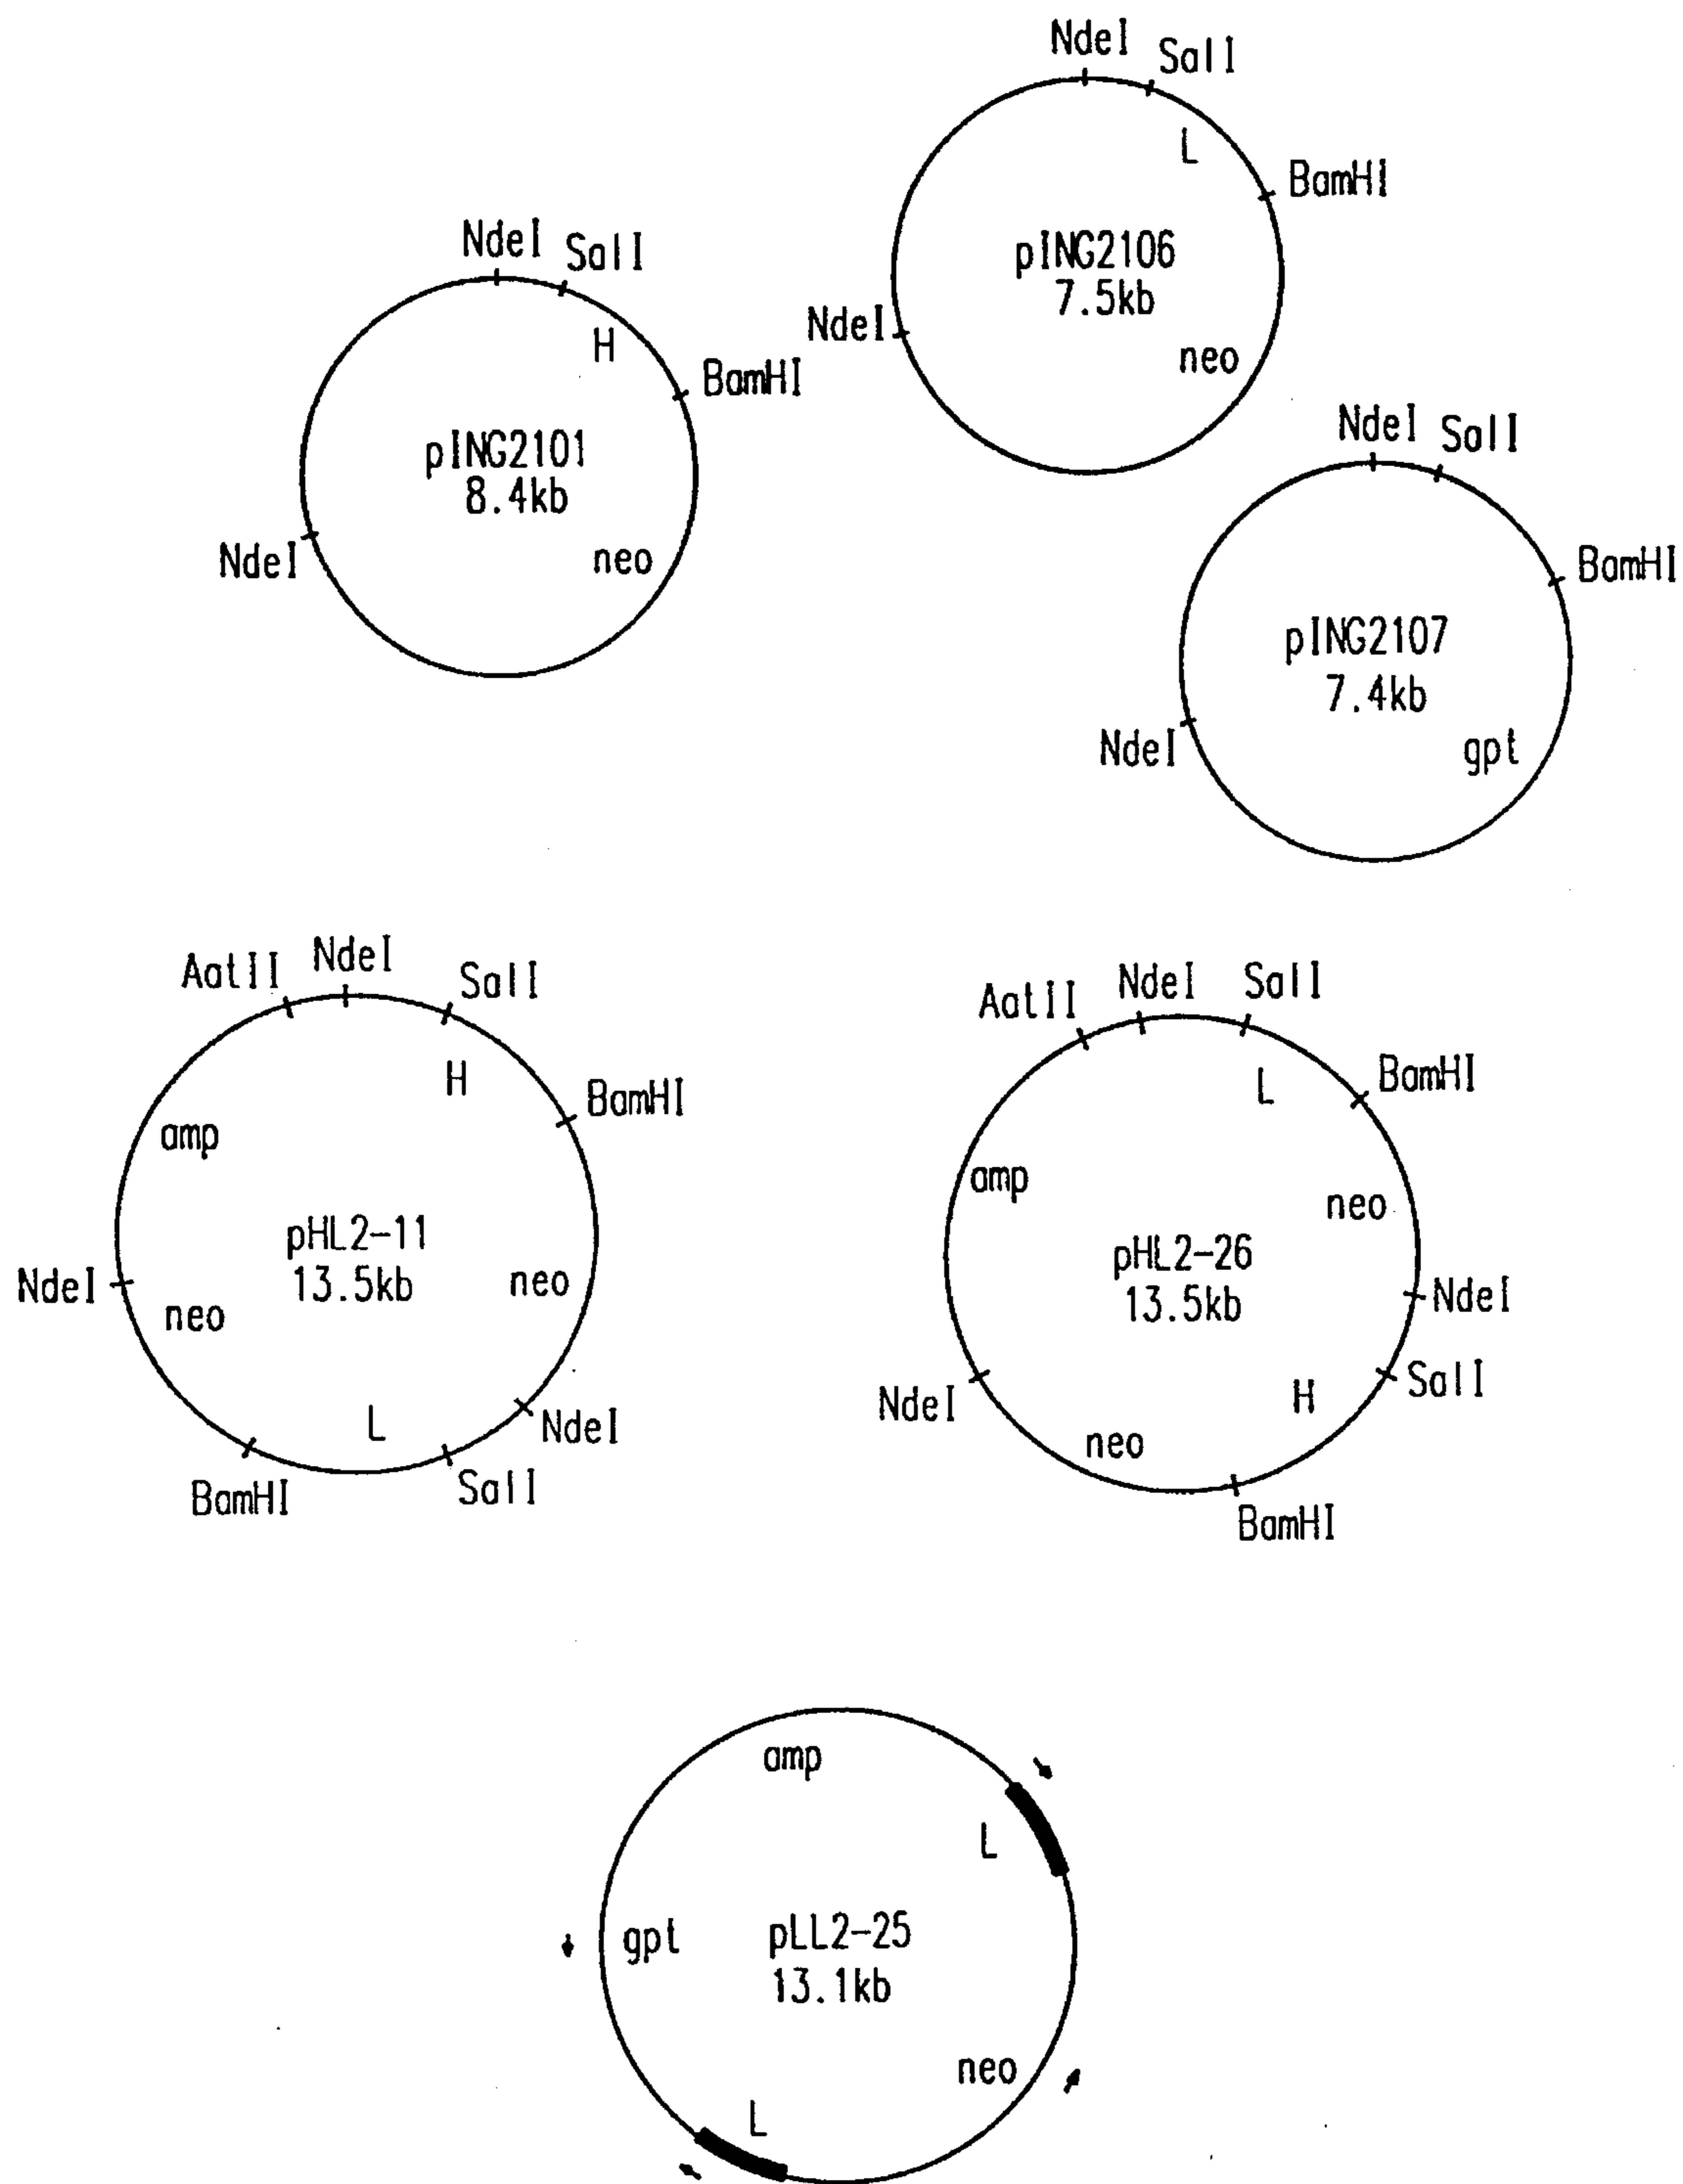 NdeI SalI
L
BamHI
pING2106
7.5kb
NdeI
neo
NdeI SalI
H
BamHI
pING2101
8.4kb
NdeI
neo
NdeI SalI
BamHI
pING2107
7.4kb
NdeI
gpt
AatII NdeI SalI
H
BamHI
amp
pHL2-11
13.5kb
neo
NdeI
neo
L
NdeI
BamHI
SalI
AatII NdeI SalI
L
BamHI
amp
neo
pHL2-26
13.5kb
NdeI
SalI
H
NdeI
neo
BamHI
amp
L
gpt
pLL2-25
13.1kb
neo
L